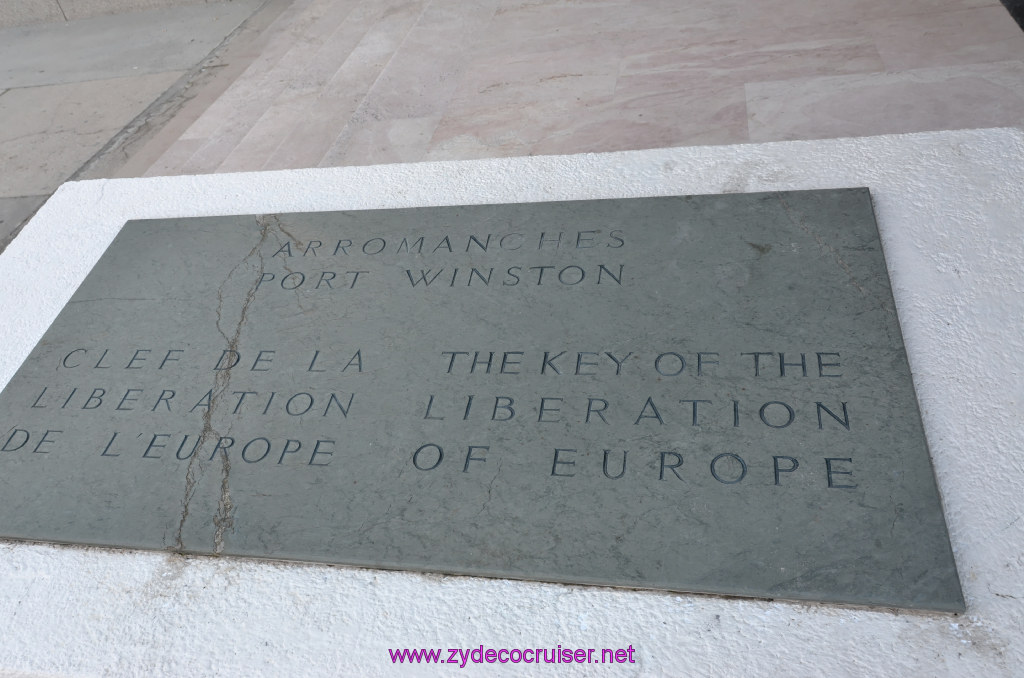 ARROMANCHES
PORT WINSTON
CLEF DE LA
LIBERATION
DE L'EUROPE
THE KEY OF THE
LIBERATION
OF EUROPE
www.zydecocruiser.net